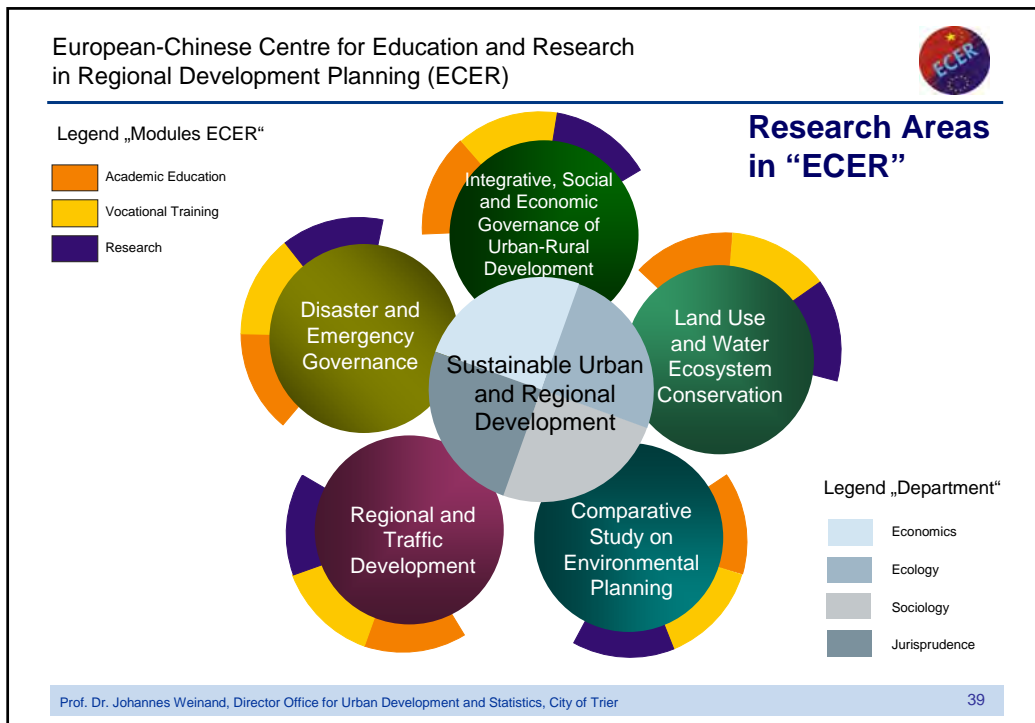 European-Chinese Centre for Education and Research
in Regional Development Planning (ECER)
ECER
Legend „Modules ECER“
Academic Education
Vocational Training
Research
Research Areas
in “ECER”
Integrative, Social
and Economic
Governance of
Urban-Rural
Development
Disaster and
Emergency
Governance
Land Use
and Water
Ecosystem
Conservation
Sustainable Urban
and Regional
Development
Regional and
Traffic
Development
Comparative
Study on
Environmental
Planning
Legend „Department“
Economics
Ecology
Sociology
Jurisprudence
Prof. Dr. Johannes Weinand, Director Office for Urban Development and Statistics, City of Trier
39